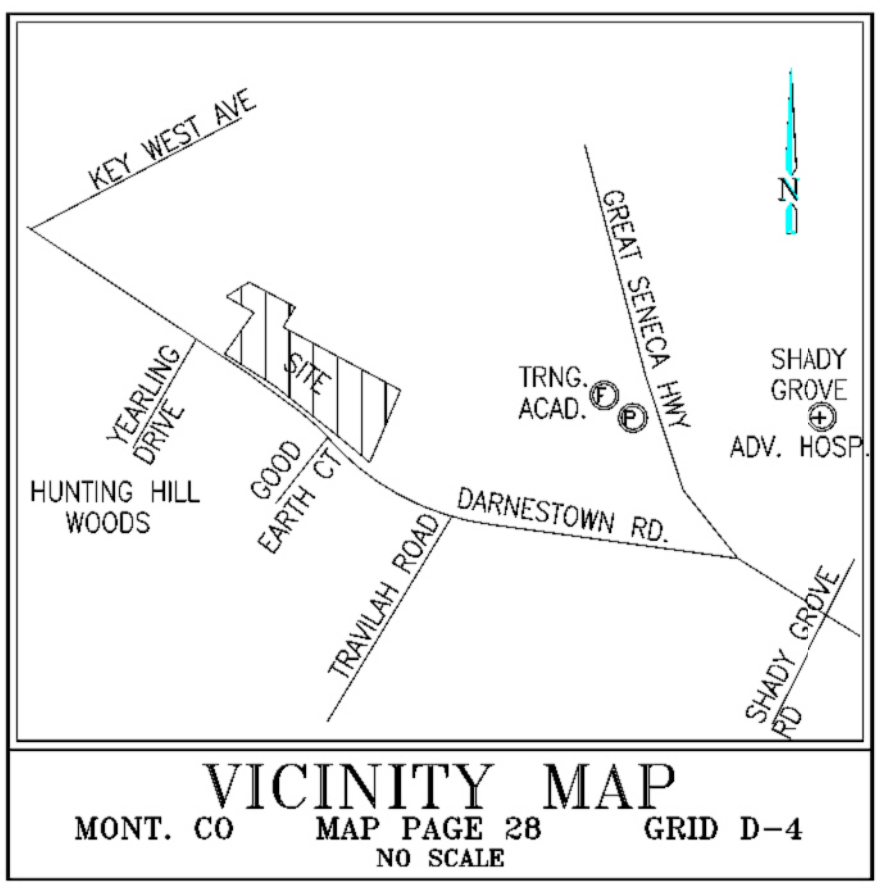 KEY WEST AVE
N
GREAT SENECA HWY
SITE
TRNG.
ACAD.
F
P
SHADY
GROVE
ADV. HOSP.
YEARLING
DRIVE
GOOD
EARTH CT
HUNTING HILL
WOODS
DARNESTOWN RD.
TRAVILAH ROAD
SHADY GROVE
RD
VICINITY MAP
MONT. CO MAP PAGE 28 GRID D-4
NO SCALE